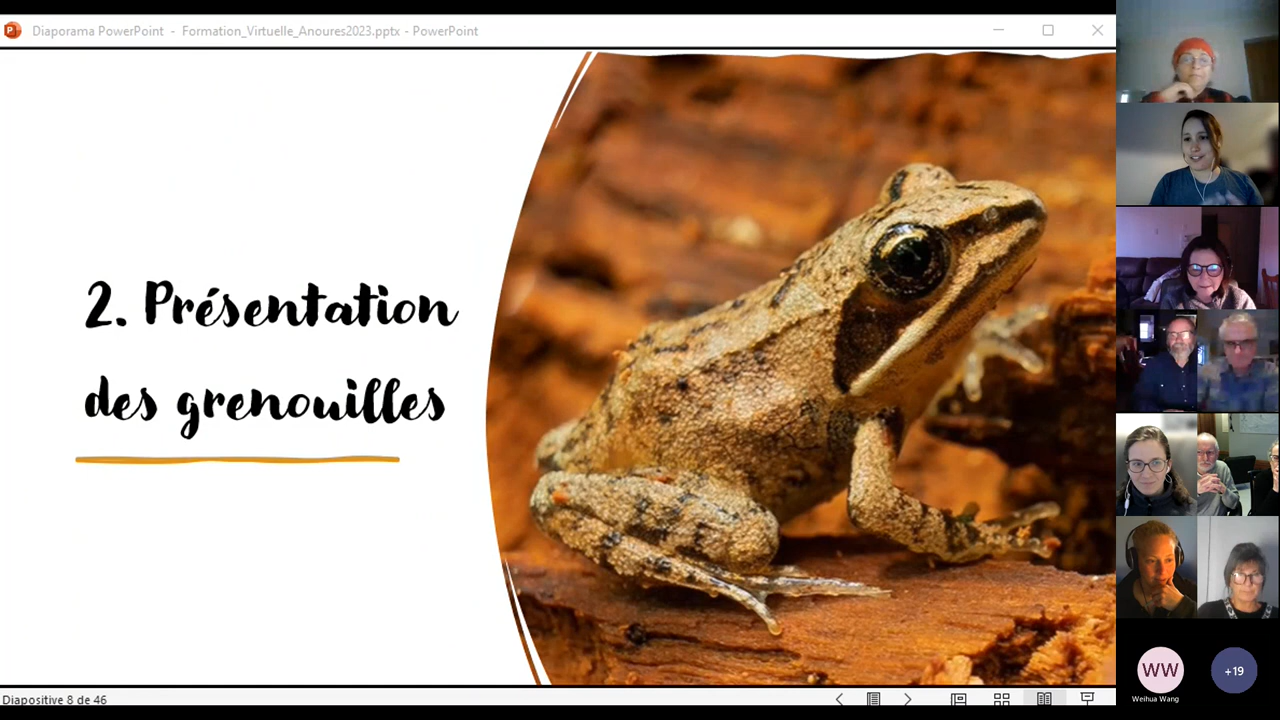 Diaporama PowerPoint - Formation_Virtuelle_Anoures2023.pptx - PowerPoint
2. Présentation
des grenouilles
WW
+19
Weihua Wang
Diapositive 8 de 46